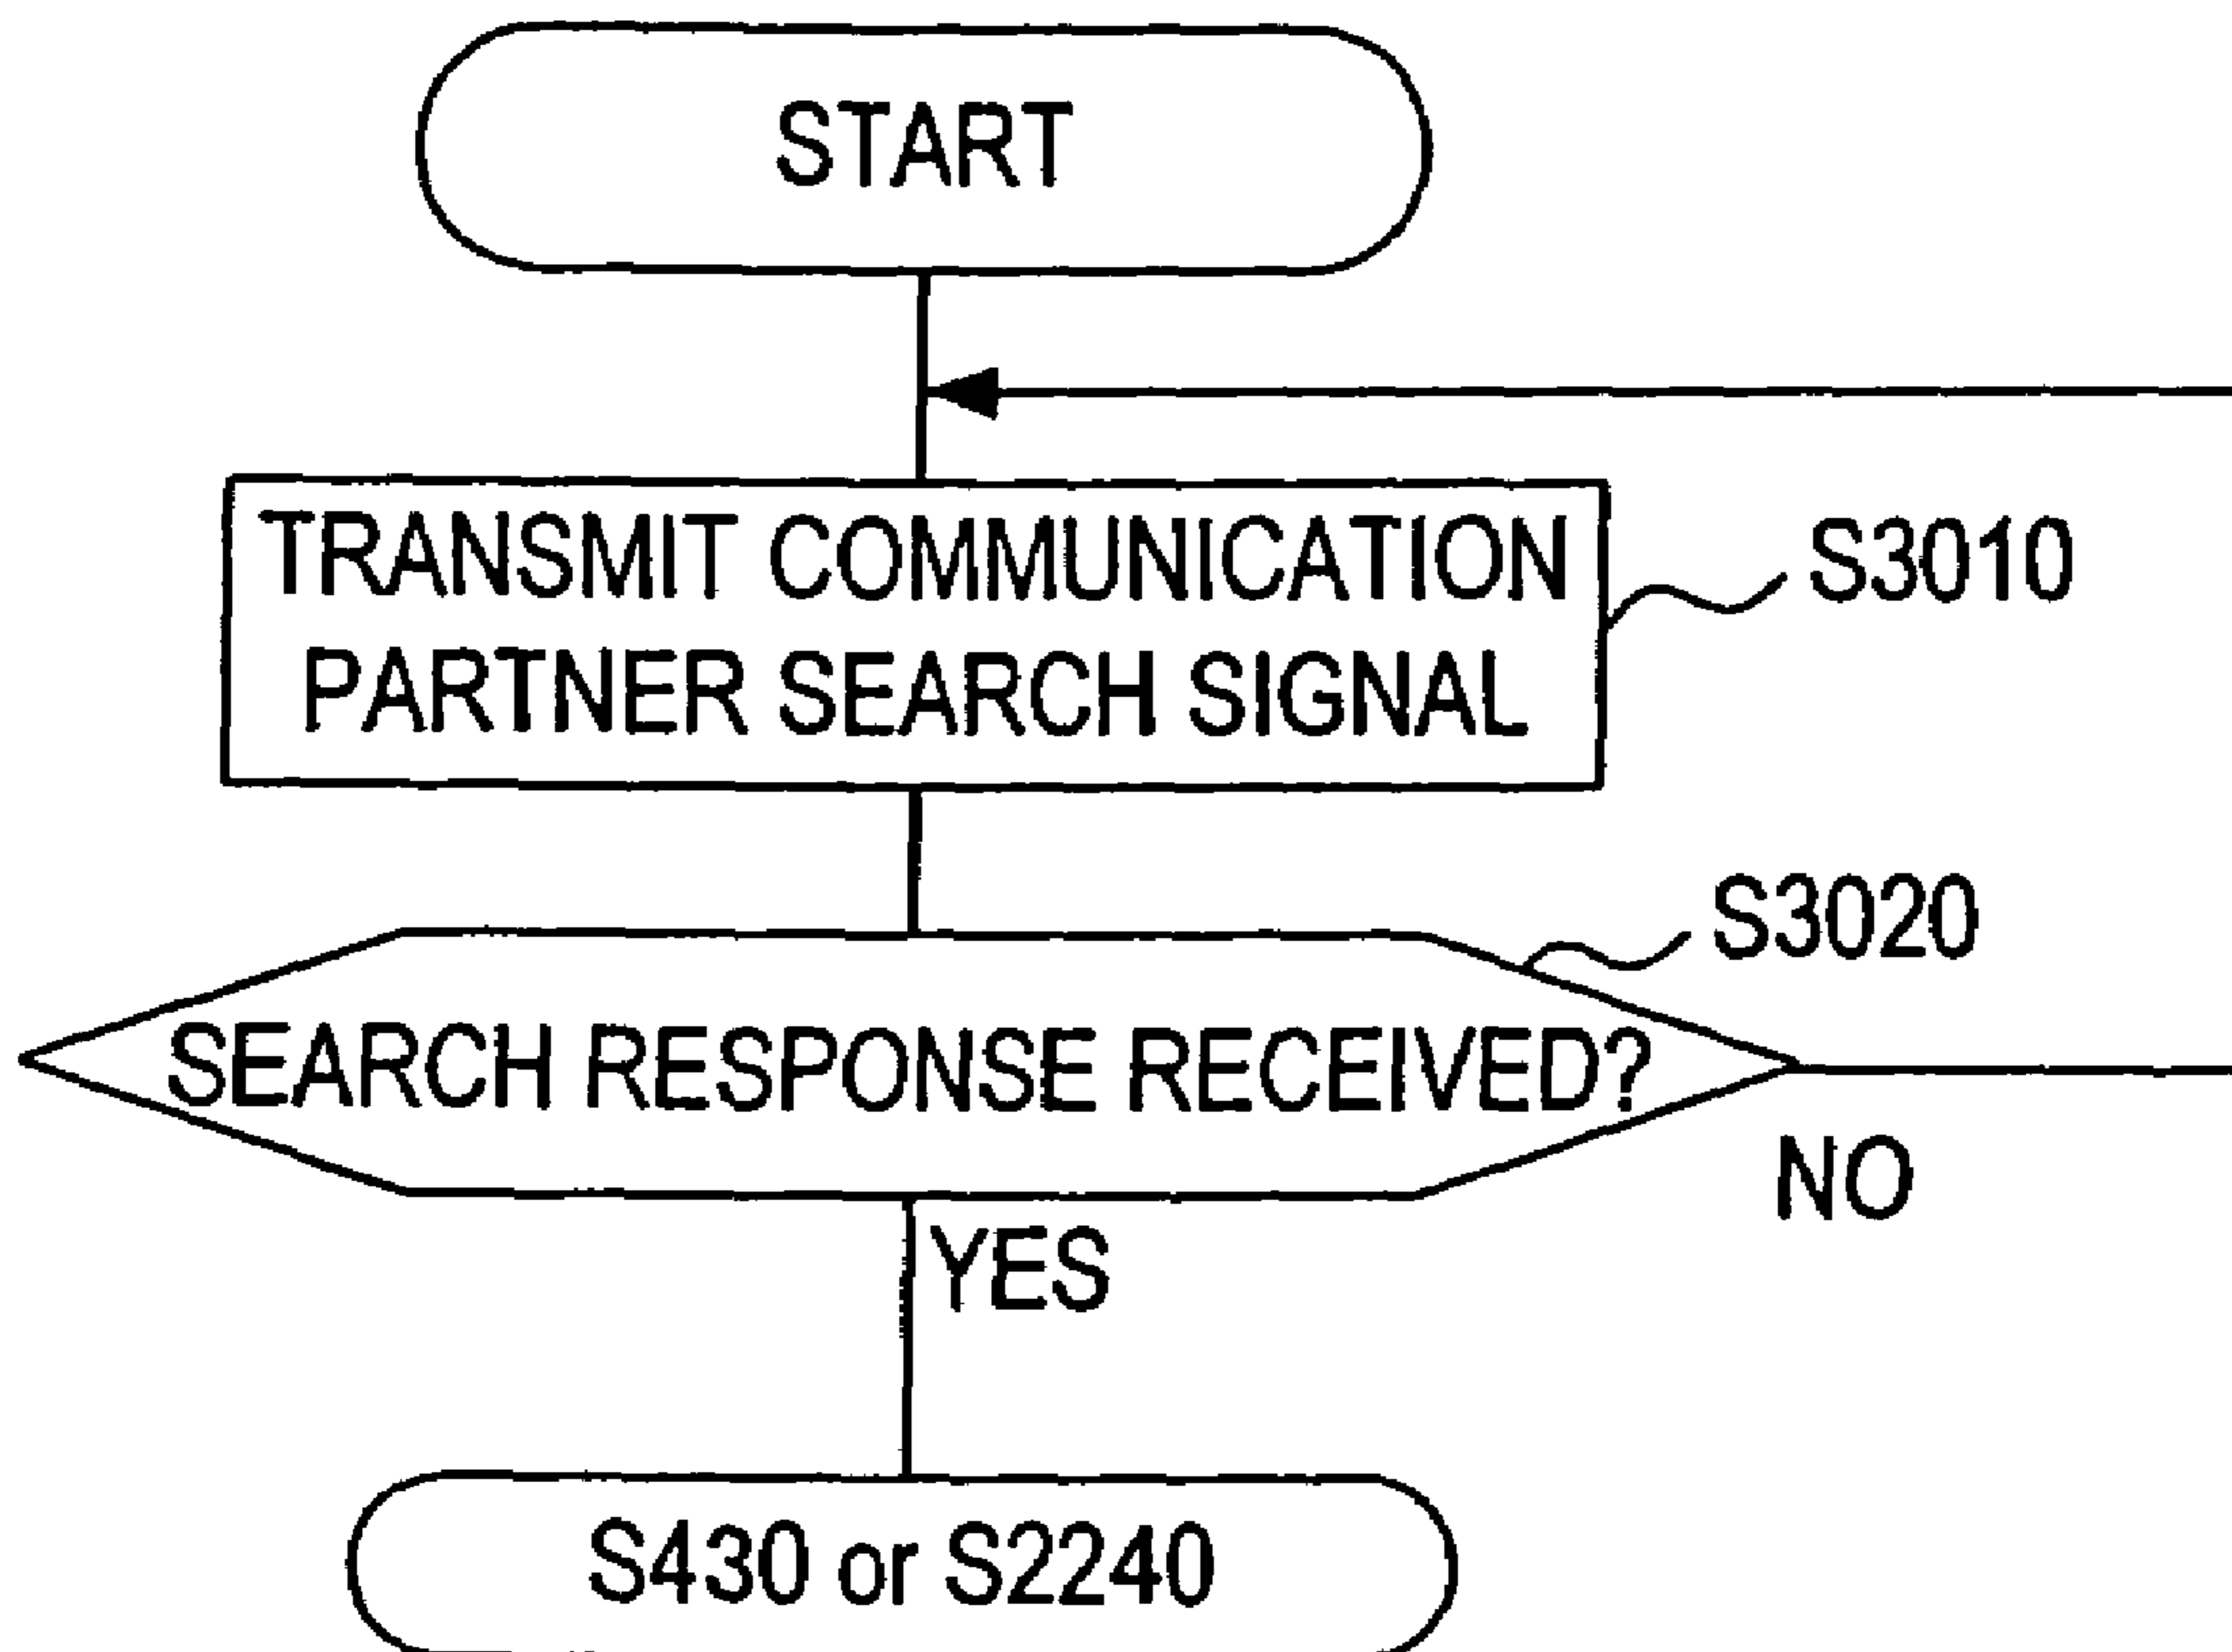 START
TRANSMIT COMMUNICATION
PARTNER SEARCH SIGNAL
S3010
S3020
SEARCH RESPONSE RECEIVED?
NO
YES
S430 or S2240